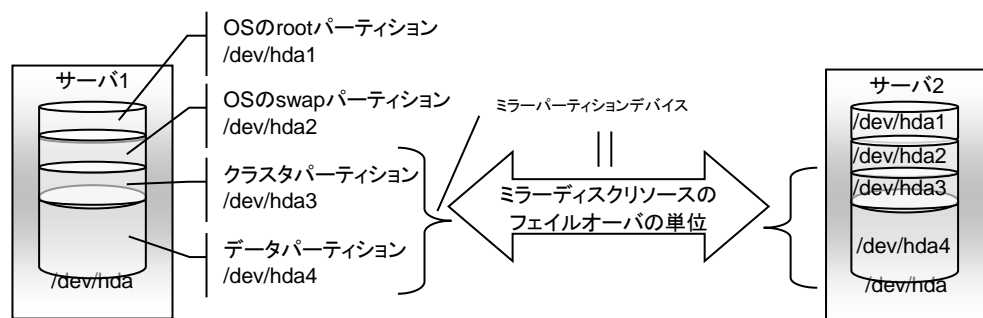 サーバ1
/dev/hda
OSのrootパーティション
/dev/hda1
OSのswapパーティション
/dev/hda2
クラスタパーティション
/dev/hda3
データパーティション
/dev/hda4
ミラーパーティションデバイス
||
ミラーディスクリソースの
フェイルオーバの単位
サーバ2
/dev/hda1
/dev/hda2
/dev/hda3
/dev/hda4
/dev/hda